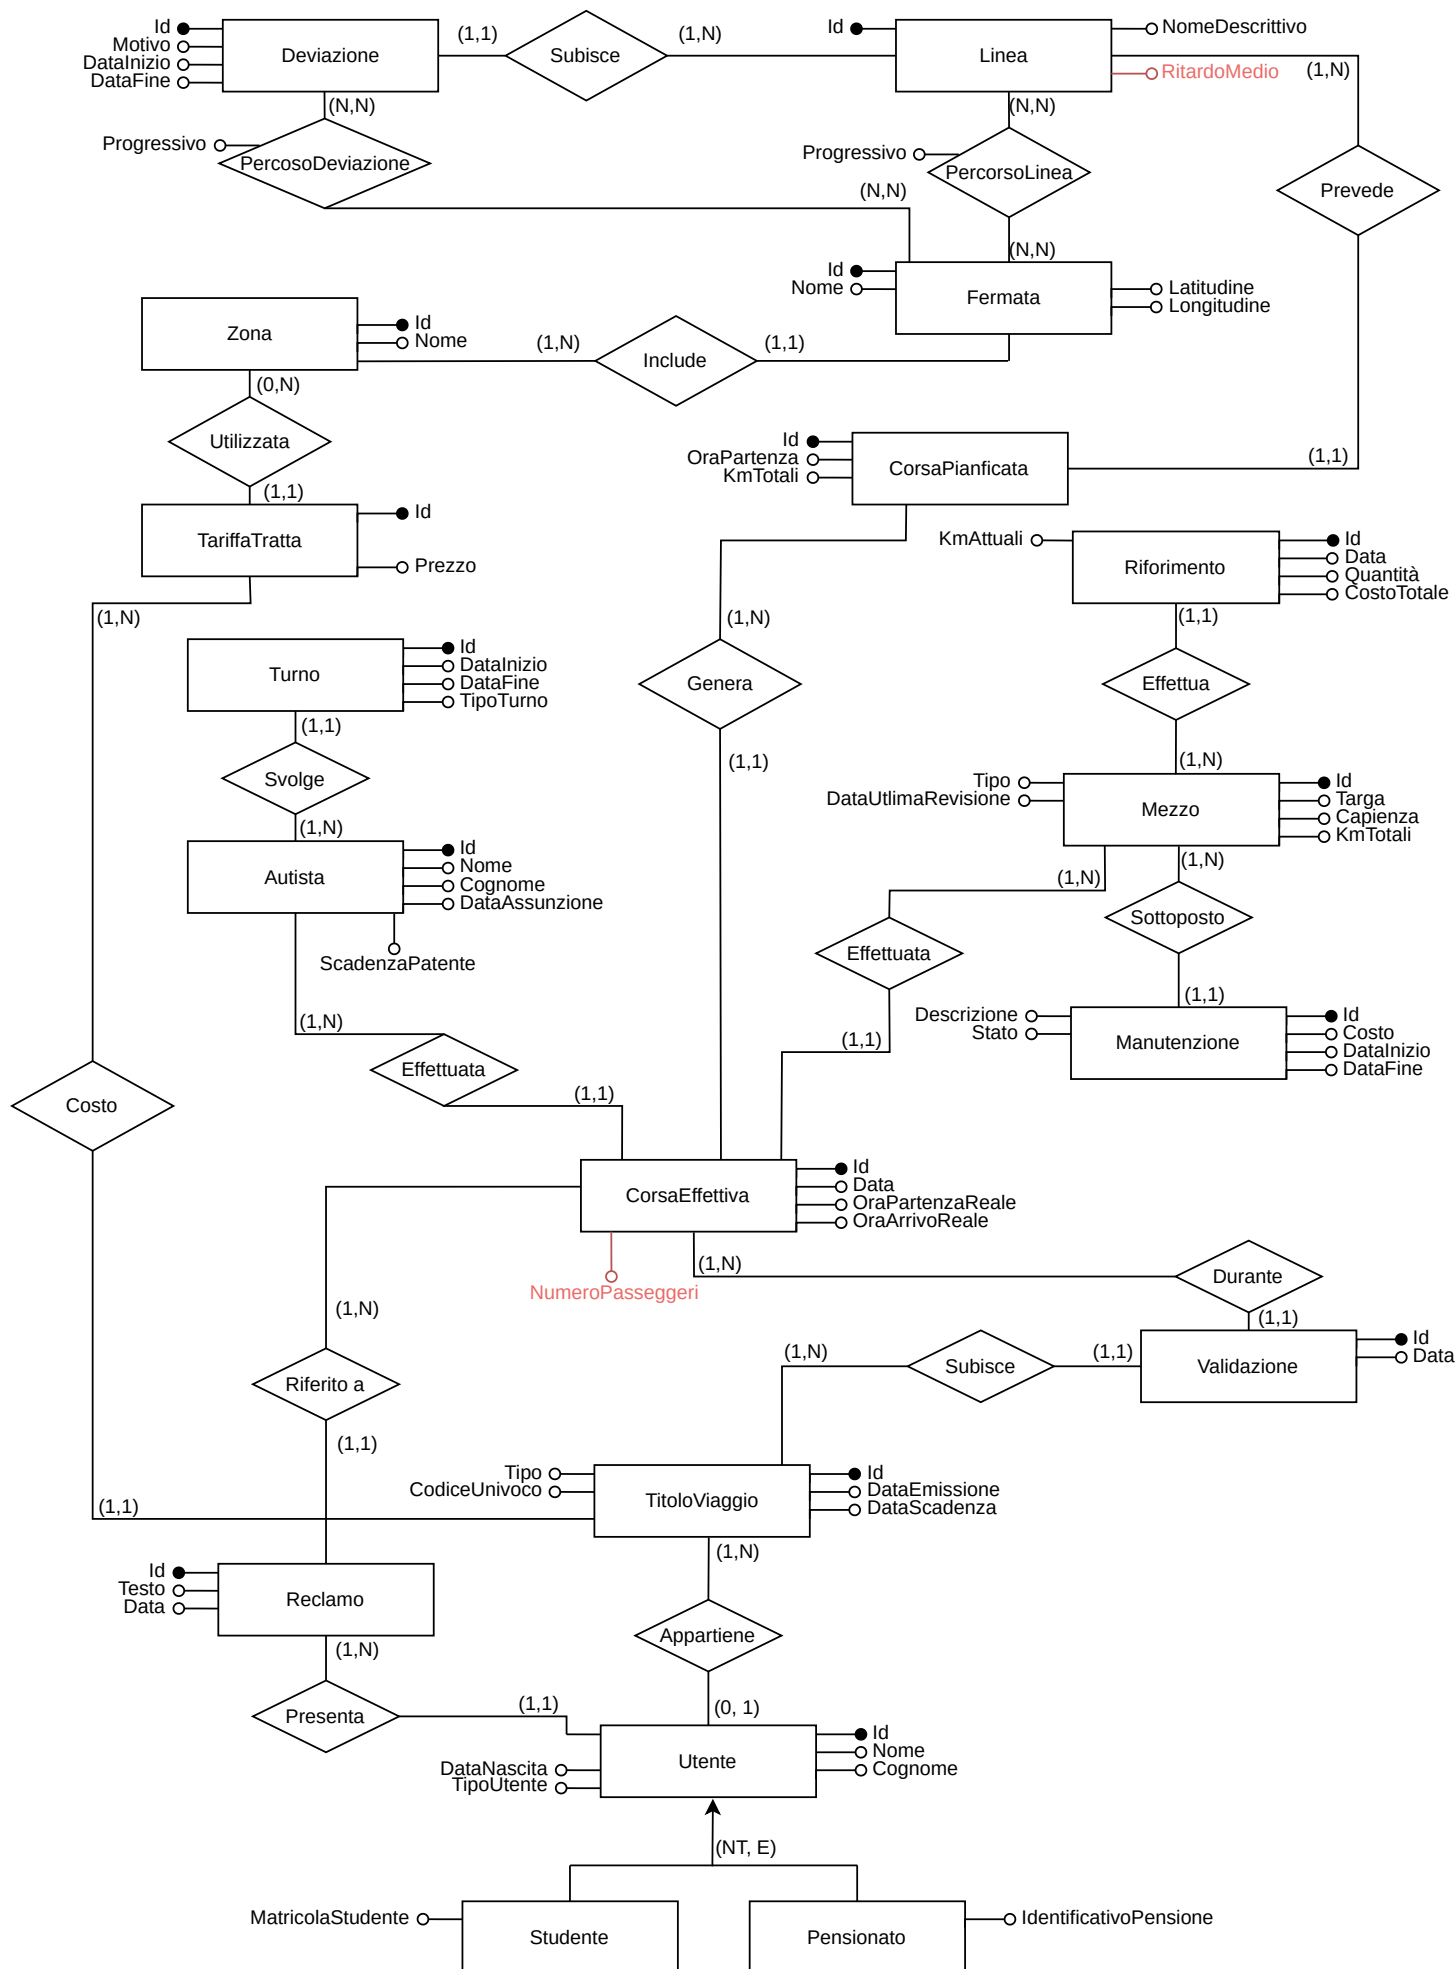 Id
Motivo
DataInizio
DataFine
Deviazione
(1,1)
Subisce
(1,N)
Id
Linea
NomeDescrittivo
RitardoMedio
(1,N)
(N,N)
Progressivo
PercosoDeviazione
(N,N)
Progressivo
PercorsoLinea
Prevede
(N,N)
(N,N)
Id
Nome
Fermata
Latitudine
Longitudine
Zona
Id
Nome
(1,N)
Include
(1,1)
(0,N)
Utilizzata
(1,1)
Id
OraPartenza
KmTotali
CorsaPianficata
(1,1)
TariffaTratta
Id
Prezzo
(1,N)
KmAttuali
Riforimento
Id
Data
Quantità
CostoTotale
(1,N)
Genera
(1,1)
(1,1)
Effettua
(1,N)
Turno
Id
DataInizio
DataFine
TipoTurno
(1,1)
Svolge
(1,N)
Tipo
DataUtlimaRevisione
Mezzo
Id
Targa
Capienza
KmTotali
Autista
Id
Nome
Cognome
DataAssunzione
ScadenzaPatente
(1,N)
Effettuata
(1,1)
(1,N)
Sottoposto
(1,1)
(1,N)
Effettuata
(1,1)
Descrizione
Stato
Manutenzione
Id
Costo
DataInizio
DataFine
Costo
CorsaEffettiva
Id
Data
OraPartenzaReale
OraArrivoReale
NumeroPasseggeri
(1,N)
Durante
(1,1)
(1,N)
Riferito a
(1,1)
(1,N)
Subisce
(1,1)
Validazione
Id
Data
(1,1)
Tipo
CodiceUnivoco
TitoloViaggio
Id
DataEmissione
DataScadenza
Id
Testo
Data
Reclamo
(1,N)
Appartiene
(0, 1)
(1,N)
Presenta
(1,1)
DataNascita
TipoUtente
Utente
Id
Nome
Cognome
(NT, E)
MatricolaStudente
Studente
Pensionato
IdentificativoPensione